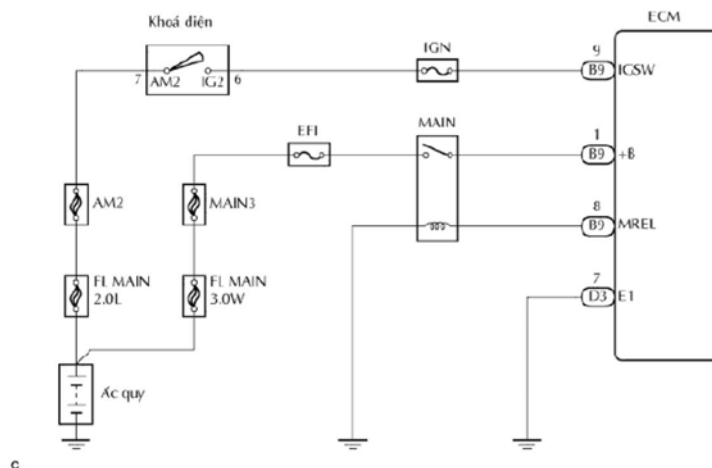 ECM
Khoá điện
7 AM2 IG2 6
IGN
9
B9 IGSW
EFI
MAIN
1
B9 +B
AM2
MAIN3
8
B9 MREL
FL MAIN
2.0L
FL MAIN
3.0W
7
D3 E1
Ắc quy
c